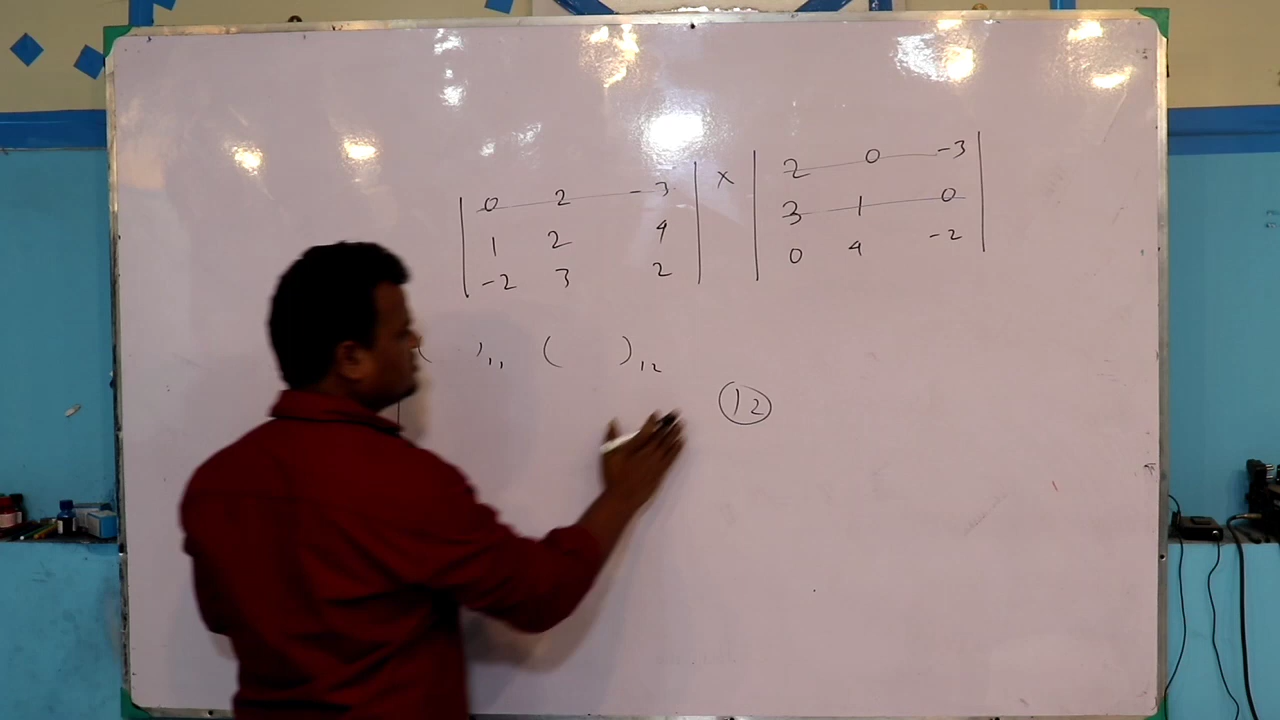 | 0 2 -3 | × | 2 0 -3 |
| 1 2 4 | | 3 1 0 |
| -2 3 2 | | 0 4 -2 |
( )₁₁ ( )₁₂
12